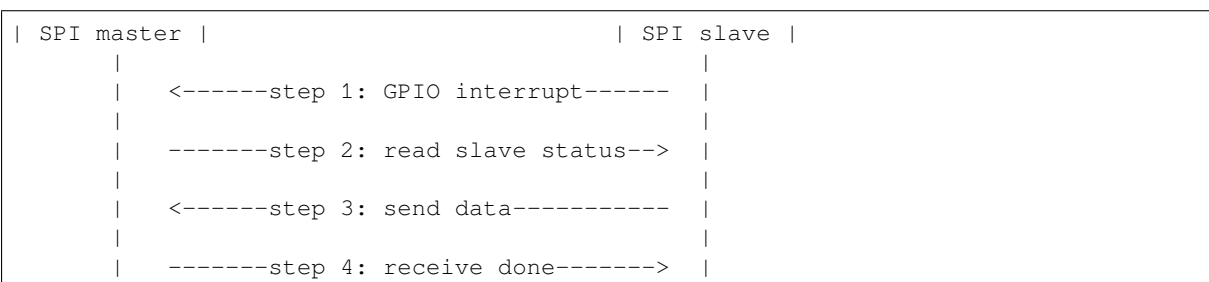 | SPI master |                                  | SPI slave |
       |                                                |
       |    <------step 1: GPIO interrupt------  |
       |                                                |
       |    -------step 2: read slave status-->  |
       |                                                |
       |    <------step 3: send data-----------  |
       |                                                |
       |    -------step 4: receive done------->  |